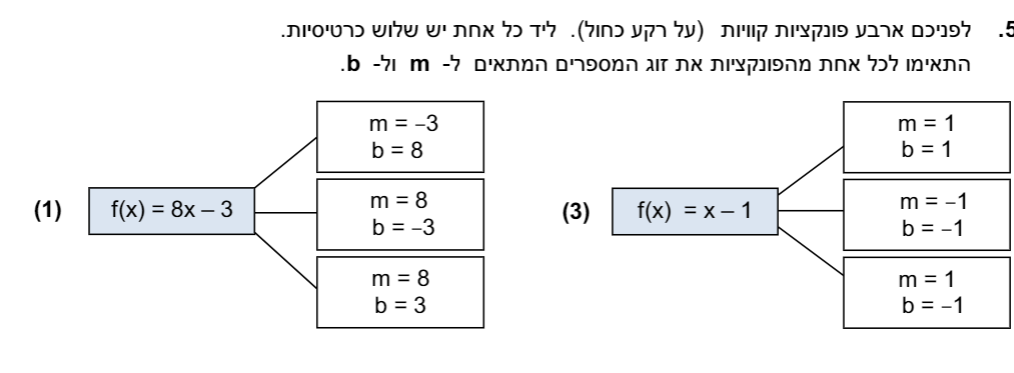 5. לפניכם ארבע פונקציות קוויות (על רקע כחול). ליד כל אחת יש שלוש כרטיסיות.
התאימו לכל אחת מהפונקציות את זוג המספרים המתאים ל- m ול- b.
(1)
f(x) = 8x – 3
m = –3
b = 8
m = 8
b = –3
m = 8
b = 3
(3)
f(x) = x – 1
m = 1
b = 1
m = –1
b = –1
m = 1
b = –1